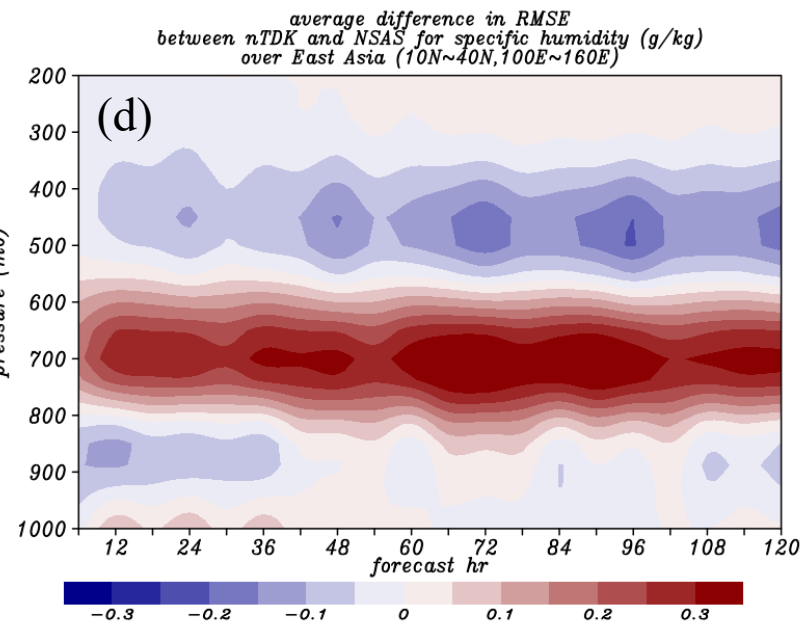 average difference in RMSE
between nTDK and NSAS for specific humidity (g/kg)
over East Asia (10N~40N,100E~160E)
(d)
200
300
400
500
600
700
800
900
1000
12 24 36 48 60 72 84 96 108 120
forecast hr
-0.3 -0.2 -0.1 0 0.1 0.2 0.3